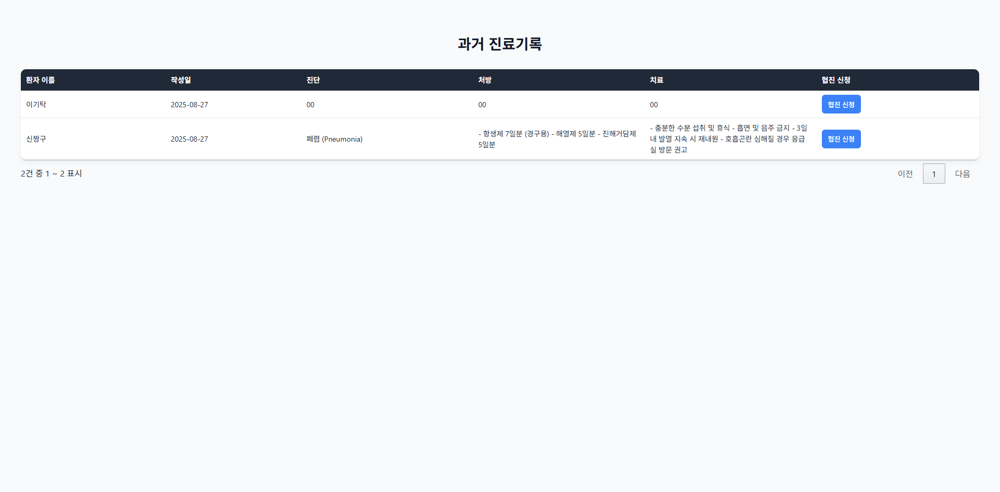 과거 진료기록
환자 이름 작성일 진단 처방 치료 협진 신청
이기탁 2025-08-27 00 00 00 협진 신청
신짱구 2025-08-27 폐렴 (Pneumonia)
- 항생제 7일분 (경구용) - 해열제 5일분 - 진해거담제
5일분
- 충분한 수분 섭취 및 휴식 - 흡연 및 음주 금지 - 3일
내 발열 지속 시 재내원 - 호흡곤란 심해질 경우 응급
실 방문 권고
협진 신청
2건 중 1 ~ 2 표시
이전 1 다음